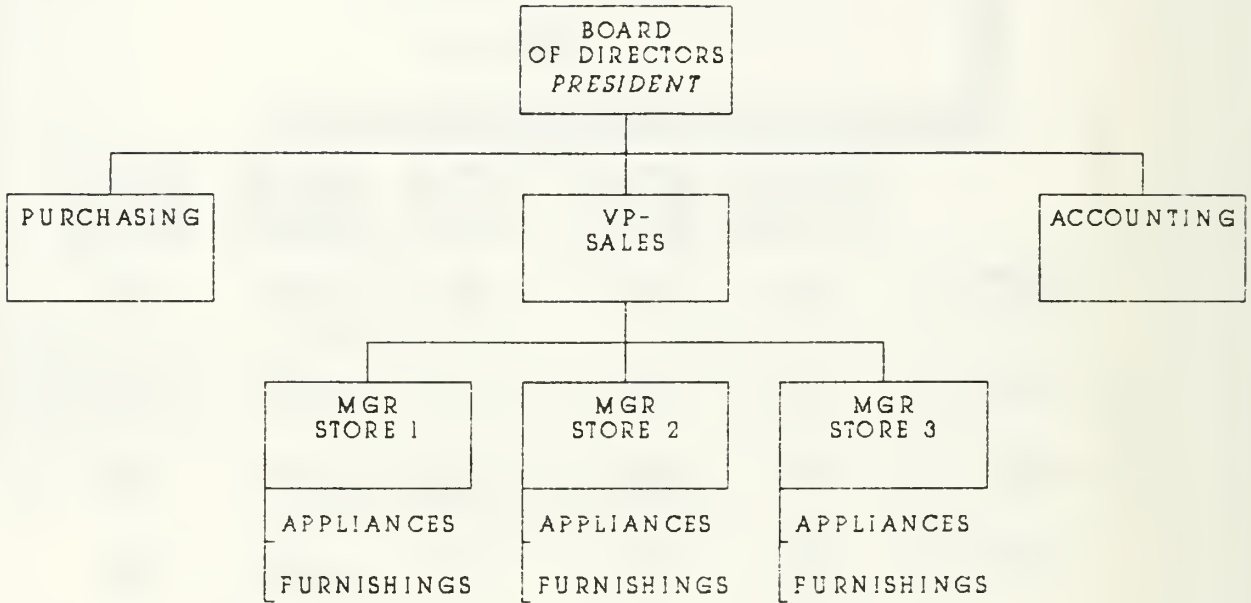 BOARD
OF DIRECTORS
PRESIDENT
PURCHASING
VP-
SALES
ACCOUNTING
MGR
STORE 1
MGR
STORE 2
MGR
STORE 3
APPLIANCES
APPLIANCES
APPLIANCES
FURNISHINGS
FURNISHINGS
FURNISHINGS